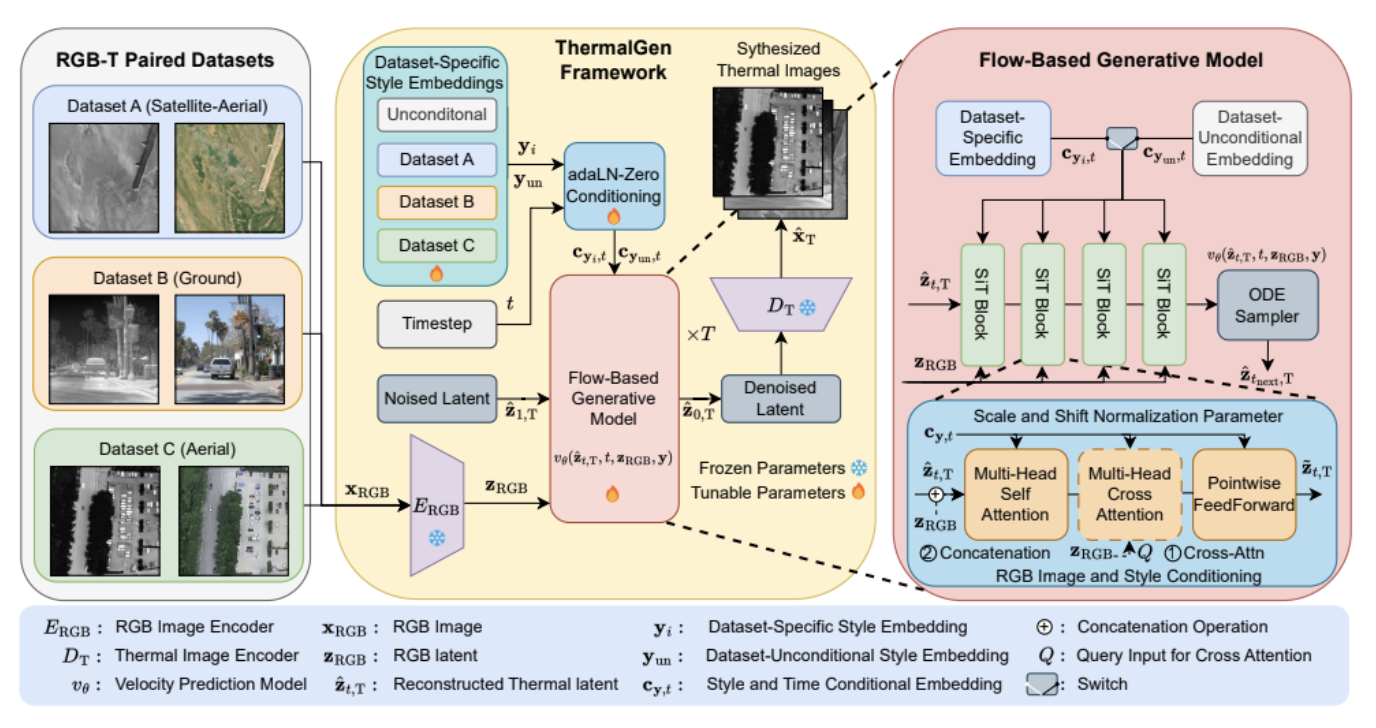 RGB-T Paired Datasets
Dataset A (Satellite-Aerial)
Dataset B (Ground)
Dataset C (Aerial)
x_RGB
ThermalGen
Framework
Dataset-Specific
Style Embeddings
Unconditonal
Dataset A
Dataset B
Dataset C
y_i
y_un
adaLN-Zero
Conditioning
c_{y_i,t} c_{y_un,t}
t
Timestep
Noised Latent
ẑ_{1,T}
E_RGB
z_RGB
Flow-Based
Generative
Model
v_θ(ẑ_{t,T}, t, z_RGB, y)
×T
ẑ_{0,T}
Denoised
Latent
D_T
x̂_T
Sythesized
Thermal Images
Frozen Parameters
Tunable Parameters
Flow-Based Generative Model
Dataset-
Specific
Embedding
c_{y_i,t}
c_{y_un,t}
Dataset-
Unconditional
Embedding
ẑ_{t,T}
z_RGB
SiT Block
SiT Block
SiT Block
SiT Block
v_θ(ẑ_{t,T}, t, z_RGB, y)
ODE
Sampler
ẑ_{t_next,T}
Scale and Shift Normalization Parameter
c_{y,t}
ẑ_{t,T}
z_RGB
Multi-Head
Self
Attention
Multi-Head
Cross
Attention
Pointwise
FeedForward
z̃_{t,T}
② Concatenation
z_RGB
Q
① Cross-Attn
RGB Image and Style Conditioning
E_RGB : RGB Image Encoder
x_RGB : RGB Image
y_i : Dataset-Specific Style Embedding
⊕ : Concatenation Operation
D_T : Thermal Image Encoder
z_RGB : RGB latent
y_un : Dataset-Unconditional Style Embedding
Q : Query Input for Cross Attention
v_θ : Velocity Prediction Model
ẑ_{t,T} : Reconstructed Thermal latent
c_{y,t} : Style and Time Conditional Embedding
: Switch